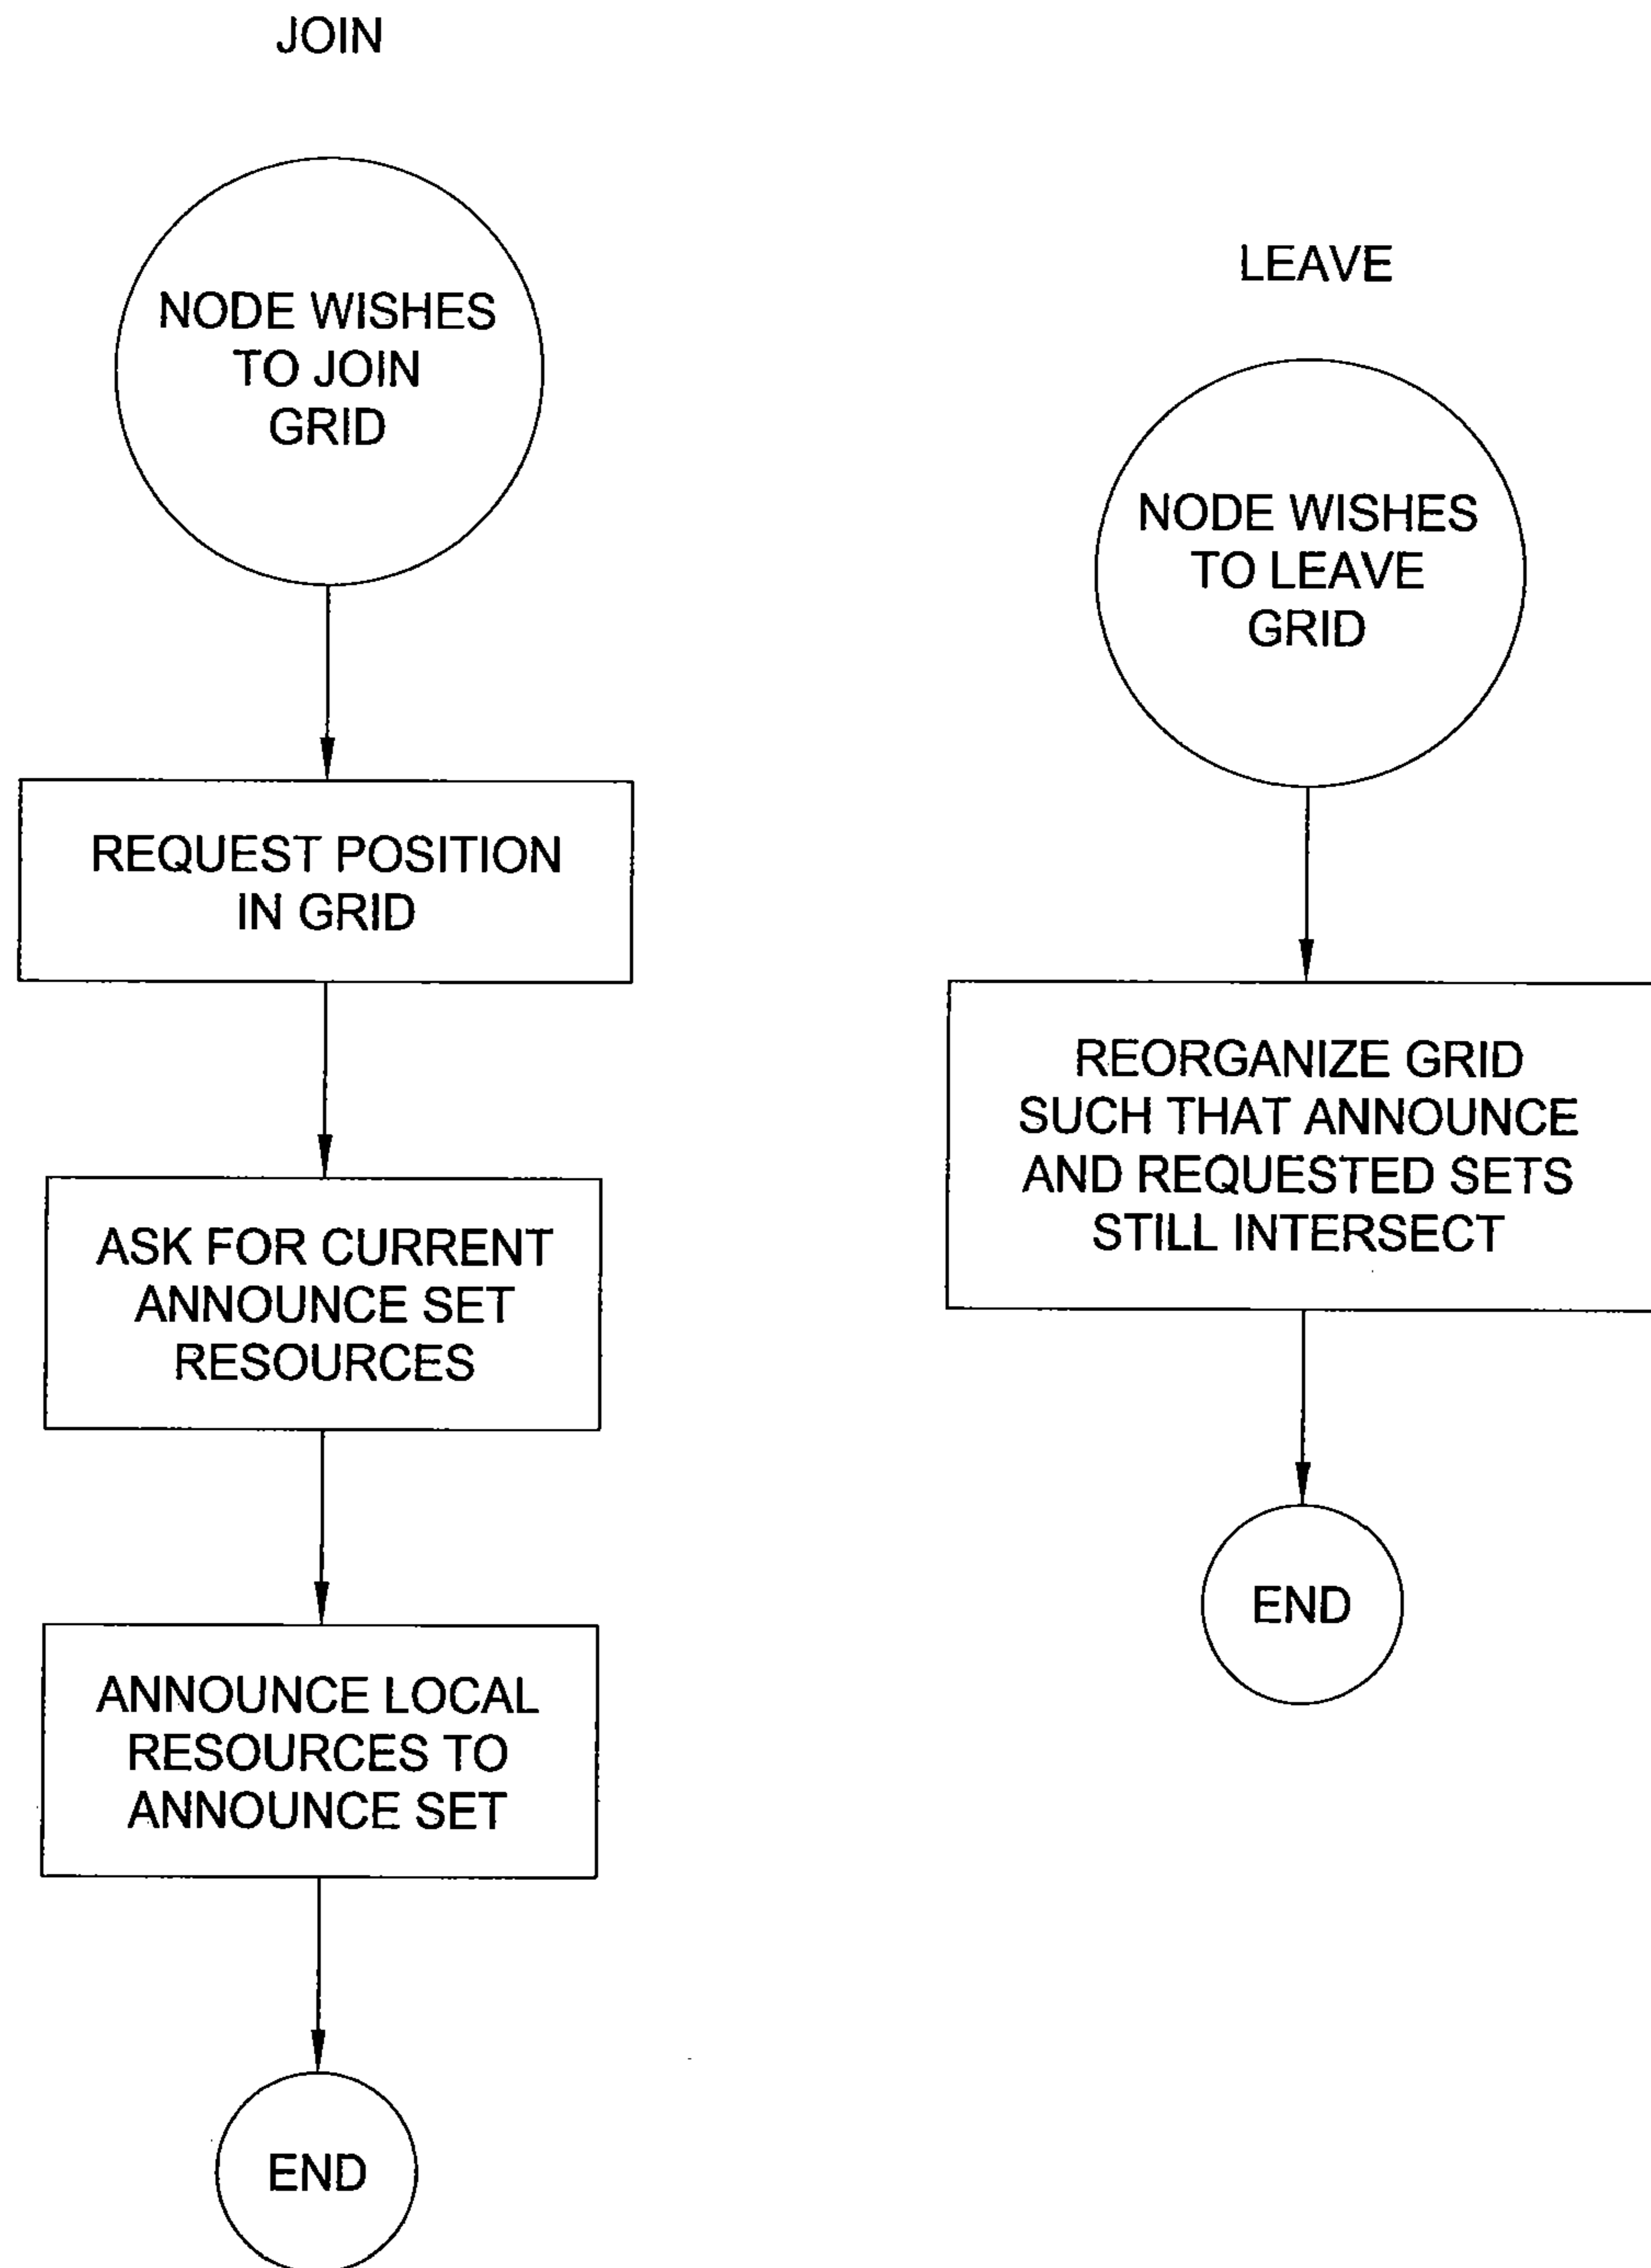 JOIN
NODE WISHES
TO JOIN
GRID
REQUEST POSITION
IN GRID
ASK FOR CURRENT
ANNOUNCE SET
RESOURCES
ANNOUNCE LOCAL
RESOURCES TO
ANNOUNCE SET
END
LEAVE
NODE WISHES
TO LEAVE
GRID
REORGANIZE GRID
SUCH THAT ANNOUNCE
AND REQUESTED SETS
STILL INTERSECT
END